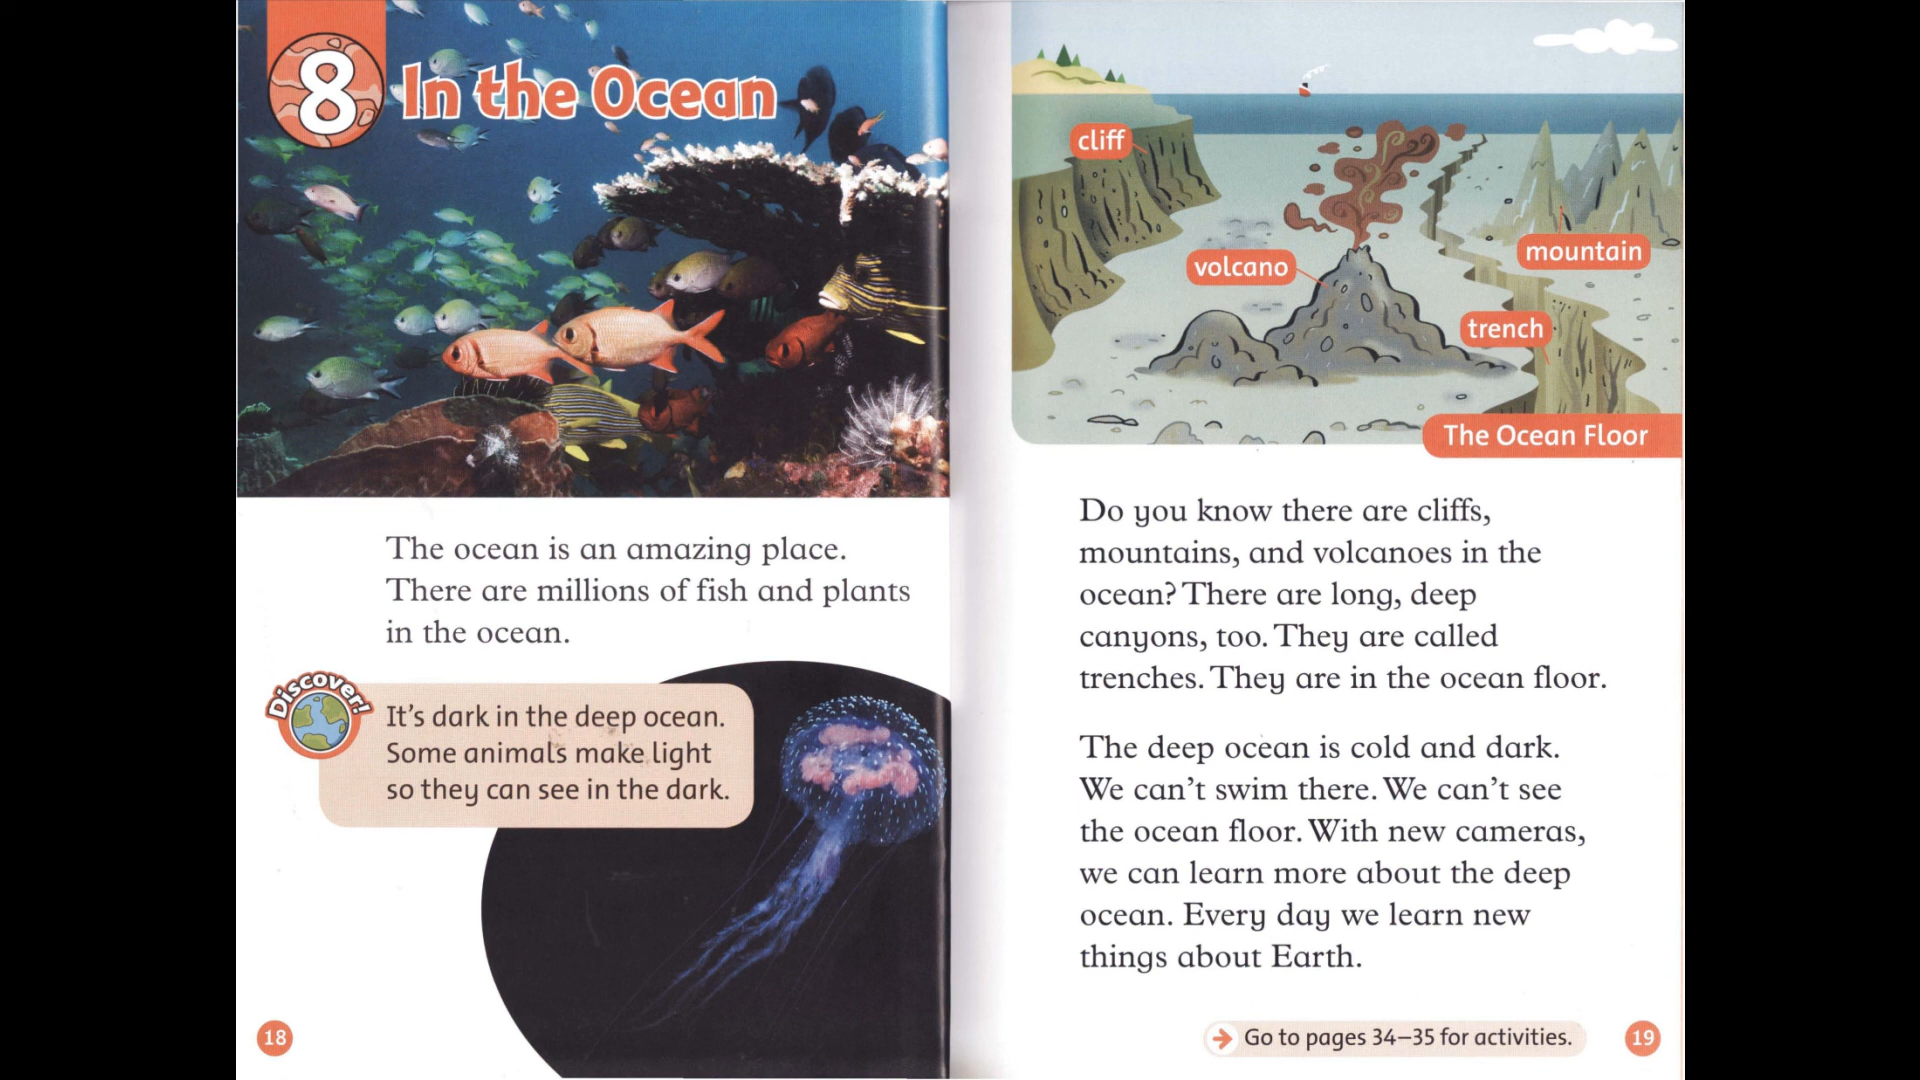 8 In the Ocean
The ocean is an amazing place.
There are millions of fish and plants
in the ocean.
Discover!
It's dark in the deep ocean.
Some animals make light
so they can see in the dark.
18
cliff
volcano
mountain
trench
The Ocean Floor
Do you know there are cliffs,
mountains, and volcanoes in the
ocean? There are long, deep
canyons, too. They are called
trenches. They are in the ocean floor.
The deep ocean is cold and dark.
We can't swim there. We can't see
the ocean floor. With new cameras,
we can learn more about the deep
ocean. Every day we learn new
things about Earth.
Go to pages 34–35 for activities.
19